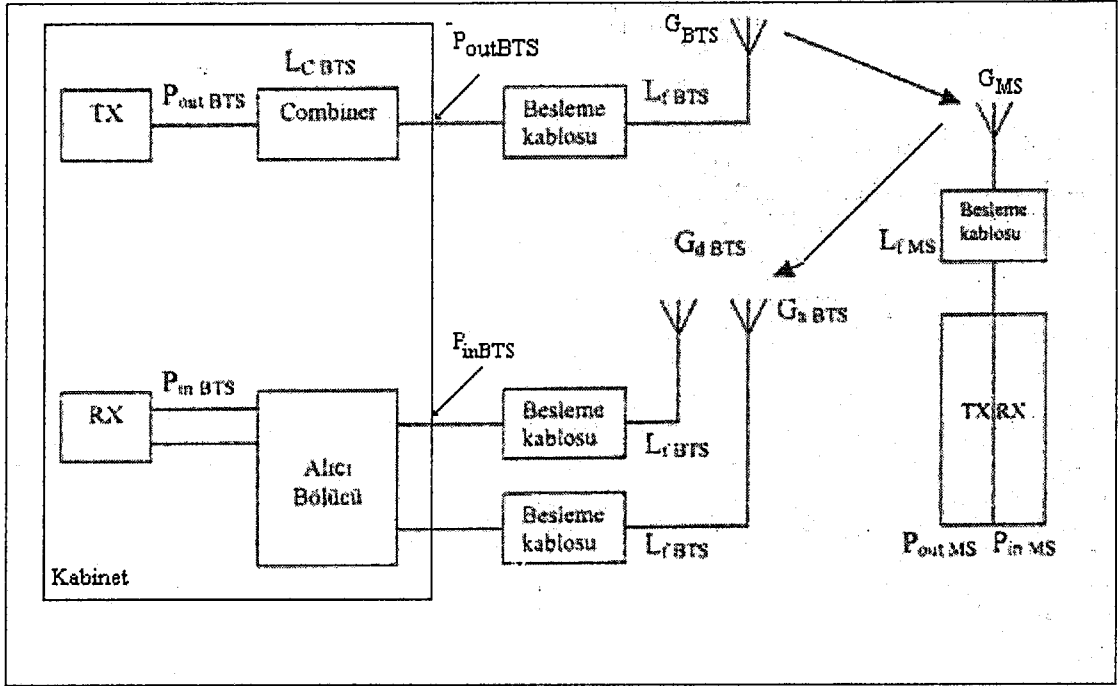 G_BTS
P_outBTS
L_C BTS
G_MS
P_out BTS
L_f BTS
TX
Combiner
Besleme
kablosu
Besleme
kablosu
L_f MS
G_d BTS
G_a BTS
P_inBTS
P_in BTS
RX
Besleme
kablosu
TX RX
L_f BTS
Alıcı
Bölücü
Besleme
kablosu
L_f BTS
P_out MS P_in MS
Kabinet